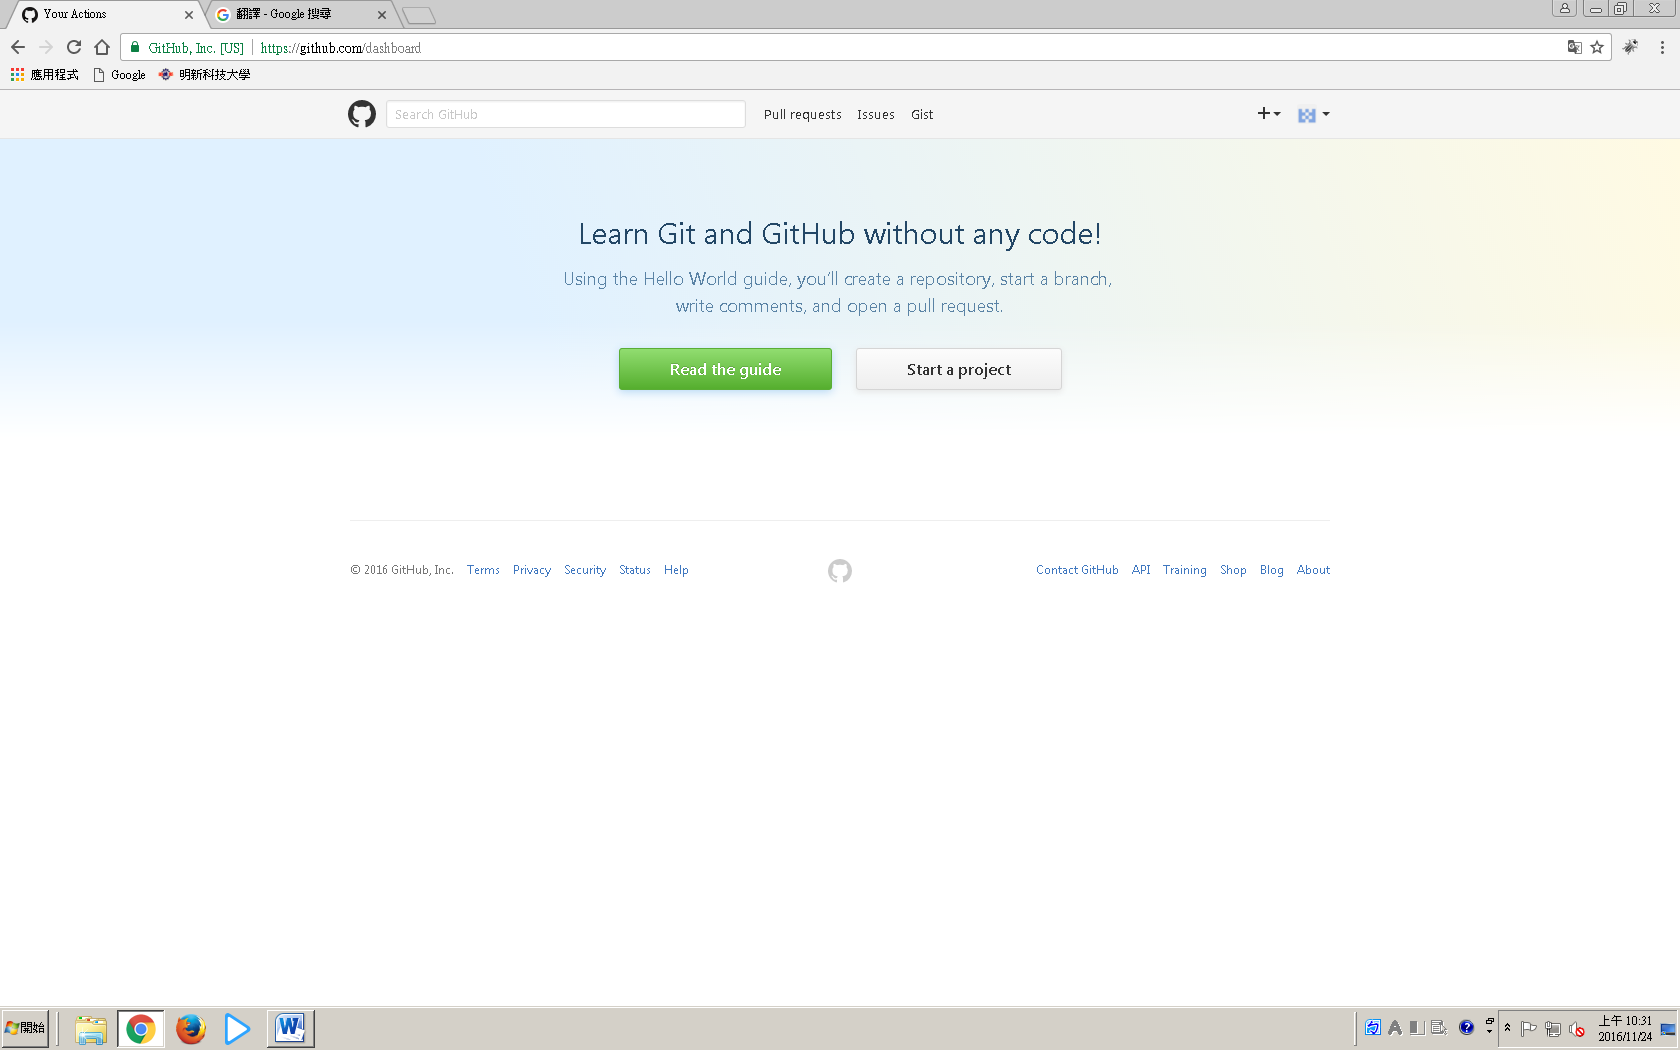 Your Actions
翻譯 - Google 搜尋
GitHub, Inc. [US]
https://github.com/dashboard
應用程式
Google
明新科技大學
Search GitHub
Pull requests
Issues
Gist
Learn Git and GitHub without any code!
Using the Hello World guide, you'll create a repository, start a branch,
write comments, and open a pull request.
Read the guide
Start a project
© 2016 GitHub, Inc.
Terms
Privacy
Security
Status
Help
Contact GitHub
API
Training
Shop
Blog
About
開始
上午 10:31
2016/11/24